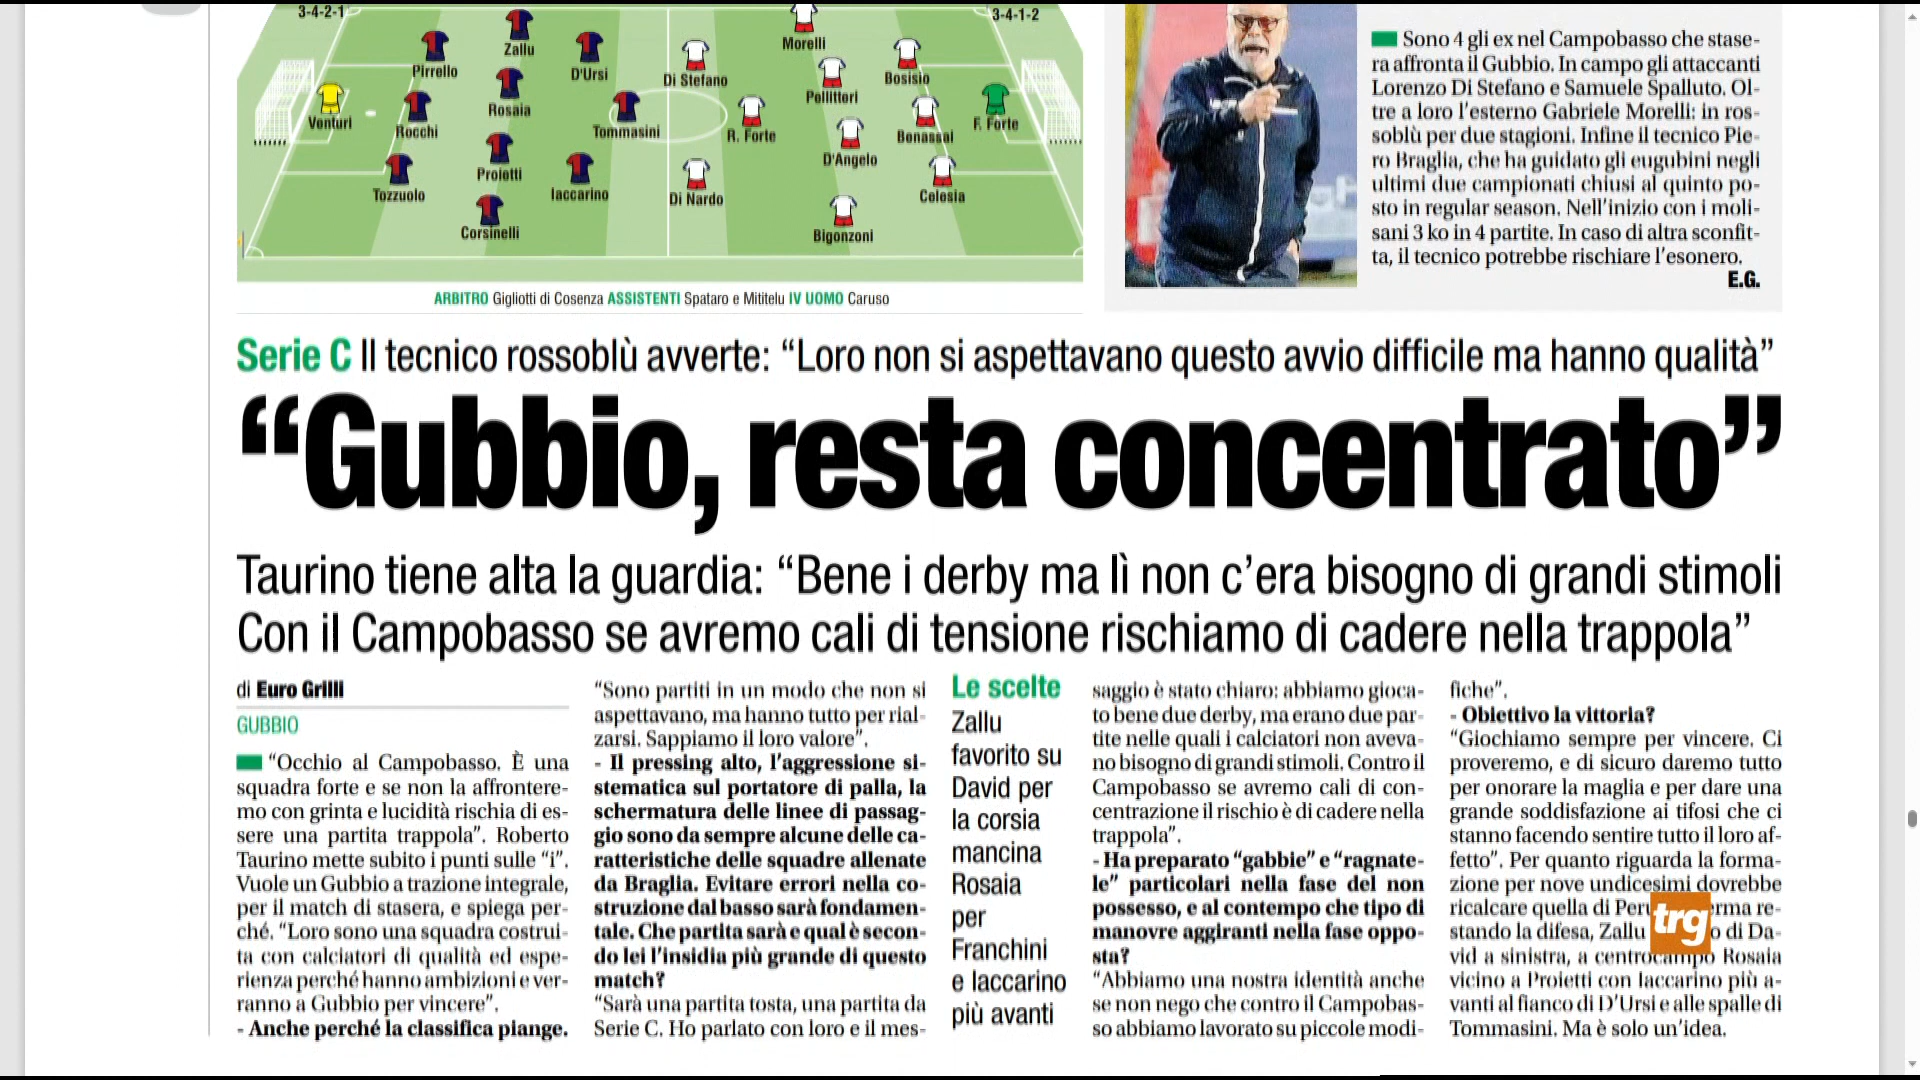 3-4-2-1
3-4-1-2
Zallu
Pirrello
D'Ursi
Rosaia
Venturi
Rocchi
Tommasini
Proietti
Tozzuolo
Iaccarino
Corsinelli
Morelli
Di Stefano
Bosisio
Pellitteri
R. Forte
Benassai
F. Forte
D'Angelo
Di Nardo
Celesia
Bigonzoni
ARBITRO Gigliotti di Cosenza ASSISTENTI Spataro e Mititelu IV UOMO Caruso
Sono 4 gli ex nel Campobasso che stase-
ra affronta il Gubbio. In campo gli attaccanti
Lorenzo Di Stefano e Samuele Spalluto. Ol-
tre a loro l'esterno Gabriele Morelli: in ros-
soblù per due stagioni. Infine il tecnico Pie-
ro Braglia, che ha guidato gli eugubini negli
ultimi due campionati chiusi al quinto po-
sto in regular season. Nell'inizio con i moli-
sani 3 ko in 4 partite. In caso di altra sconfit-
ta, il tecnico potrebbe rischiare l'esonero.
E.G.
Serie C Il tecnico rossoblù avverte: “Loro non si aspettavano questo avvio difficile ma hanno qualità”
“Gubbio, resta concentrato”
Taurino tiene alta la guardia: “Bene i derby ma lì non c’era bisogno di grandi stimoli
Con il Campobasso se avremo cali di tensione rischiamo di cadere nella trappola”
di Euro Grilli
GUBBIO
“Occhio al Campobasso. È una
squadra forte e se non la affrontere-
mo con grinta e lucidità rischia di es-
sere una partita trappola”. Roberto
Taurino mette subito i punti sulle “i”.
Vuole un Gubbio a trazione integrale,
per il match di stasera, e spiega per-
ché. “Loro sono una squadra costrui-
ta con calciatori di qualità ed espe-
rienza perché hanno ambizioni e ver-
ranno a Gubbio per vincere”.
- Anche perché la classifica piange.
“Sono partiti in un modo che non si
aspettavano, ma hanno tutto per rial-
zarsi. Sappiamo il loro valore”.
- Il pressing alto, l’aggressione si-
stematica sul portatore di palla, la
schermatura delle linee di passag-
gio sono da sempre alcune delle ca-
ratteristiche delle squadre allenate
da Braglia. Evitare errori nella co-
struzione dal basso sarà fondamen-
tale. Che partita sarà e qual è secon-
do lei l’insidia più grande di questo
match?
“Sarà una partita tosta, una partita da
Serie C. Ho parlato con loro e il mes-
Le scelte
Zallu
favorito su
David per
la corsia
mancina
Rosaia
per
Franchini
e Iaccarino
più avanti
saggio è stato chiaro: abbiamo gioca-
to bene due derby, ma erano due par-
tite nelle quali i calciatori non aveva-
no bisogno di grandi stimoli. Contro il
Campobasso se avremo cali di con-
centrazione il rischio è di cadere nella
trappola”.
- Ha preparato “gabbie” e “ragnate-
le” particolari nella fase del non
possesso, e al contempo che tipo di
manovre aggiranti nella fase oppo-
sta?
“Abbiamo una nostra identità anche
se non nego che contro il Campobas-
so abbiamo lavorato su piccole modi-
fiche”.
- Obiettivo la vittoria?
“Giochiamo sempre per vincere. Ci
proveremo, e di sicuro daremo tutto
per onorare la maglia e per dare una
grande soddisfazione ai tifosi che ci
stanno facendo sentire tutto il loro af-
fetto”. Per quanto riguarda la forma-
zione per nove undicesimi dovrebbe
ricalcare quella di Peru rma re-
stando la difesa, Zallu o di Da-
vid a sinistra, a centrocampo Rosaia
vicino a Proietti con Iaccarino più a-
vanti al fianco di D’Ursi e alle spalle di
Tommasini. Ma è solo un’idea.
trg